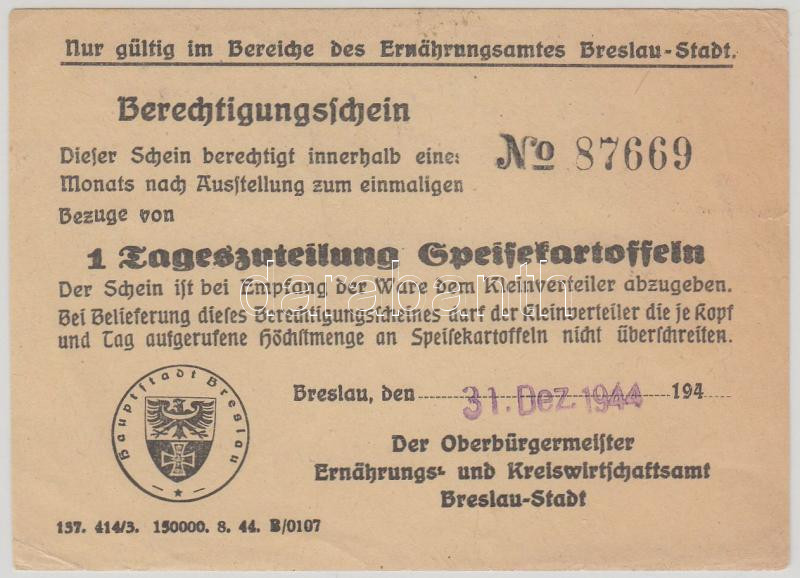 Nur gültig im Bereiche des Ernährungsamtes Breslau-Stadt.
Berechtigungsschein
Dieser Schein berechtigt innerhalb eines
Monats nach Ausstellung zum einmaligen
Bezuge von
No 87669
1 Tageszuteilung Speisekartoffeln
Der Schein ist bei Empfang der Ware dem Kleinverteiler abzugeben.
Bei Belieferung dieses Berechtigungsscheines darf der Kleinverteiler die je Kopf
und Tag aufgerufene Höchstmenge an Speisekartoffeln nicht überschreiten.
darabanth
Breslau, den 31. Dez. 1944 194
Hauptstadt Breslau
Der Oberbürgermeister
Ernährungs- und Kreiswirtschaftsamt
Breslau-Stadt
137. 414/3. 150000. 8. 44. B/0107